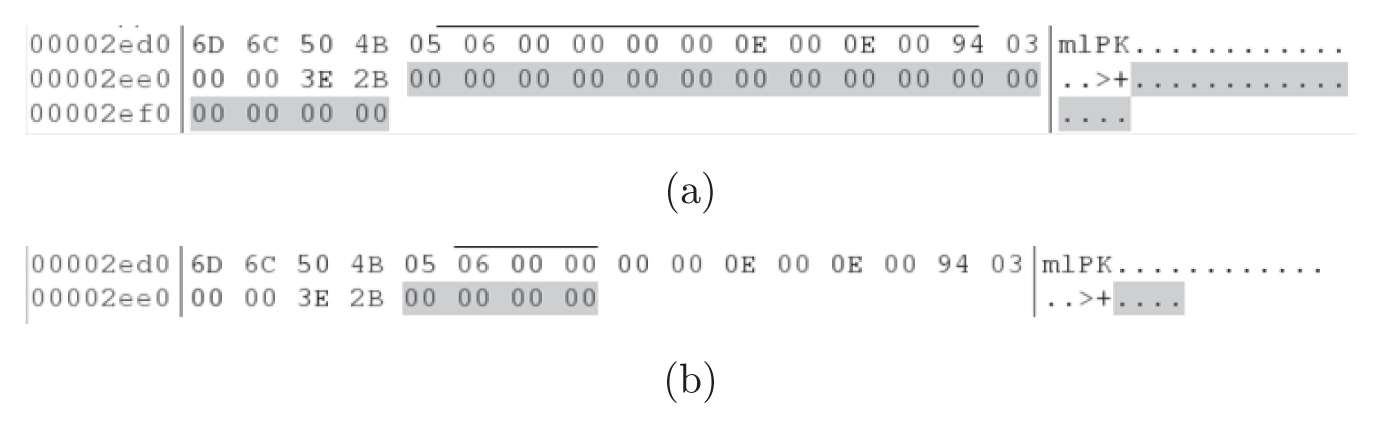 00002ed0 6D 6C 50 4B 05 06 00 00 00 00 0E 00 0E 00 94 03 mlPK............
00002ee0 00 00 3E 2B 00 00 00 00 00 00 00 00 00 00 00 00 ..>+............
00002ef0 00 00 00 00 ....
(a)
00002ed0 6D 6C 50 4B 05 06 00 00 00 00 0E 00 0E 00 94 03 mlPK............
00002ee0 00 00 3E 2B 00 00 00 00 ..>+....
(b)